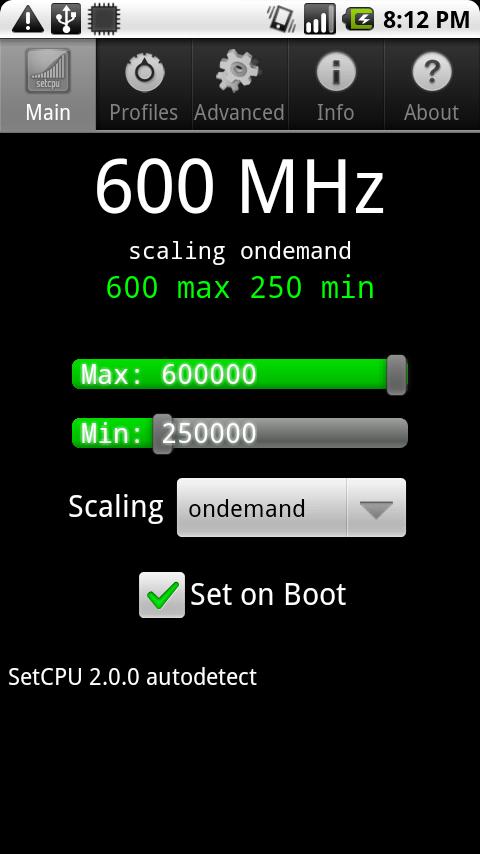 8:12 PM
setcpu
Main Profiles Advanced Info About
600 MHz
scaling ondemand
600 max 250 min
Max: 600000
Min: 250000
Scaling ondemand
Set on Boot
SetCPU 2.0.0 autodetect